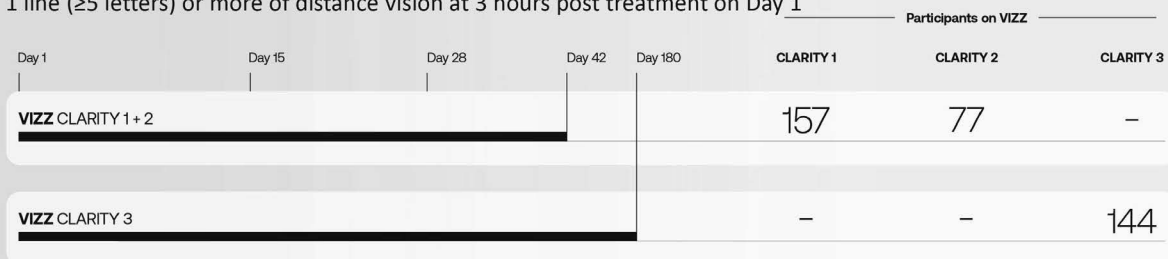 1 line (≥5 letters) or more of distance vision at 3 hours post treatment on Day 1
Participants on VIZZ
Day 1 Day 15 Day 28 Day 42 Day 180 CLARITY 1 CLARITY 2 CLARITY 3
VIZZ CLARITY 1 + 2 157 77 –
VIZZ CLARITY 3 – – 144